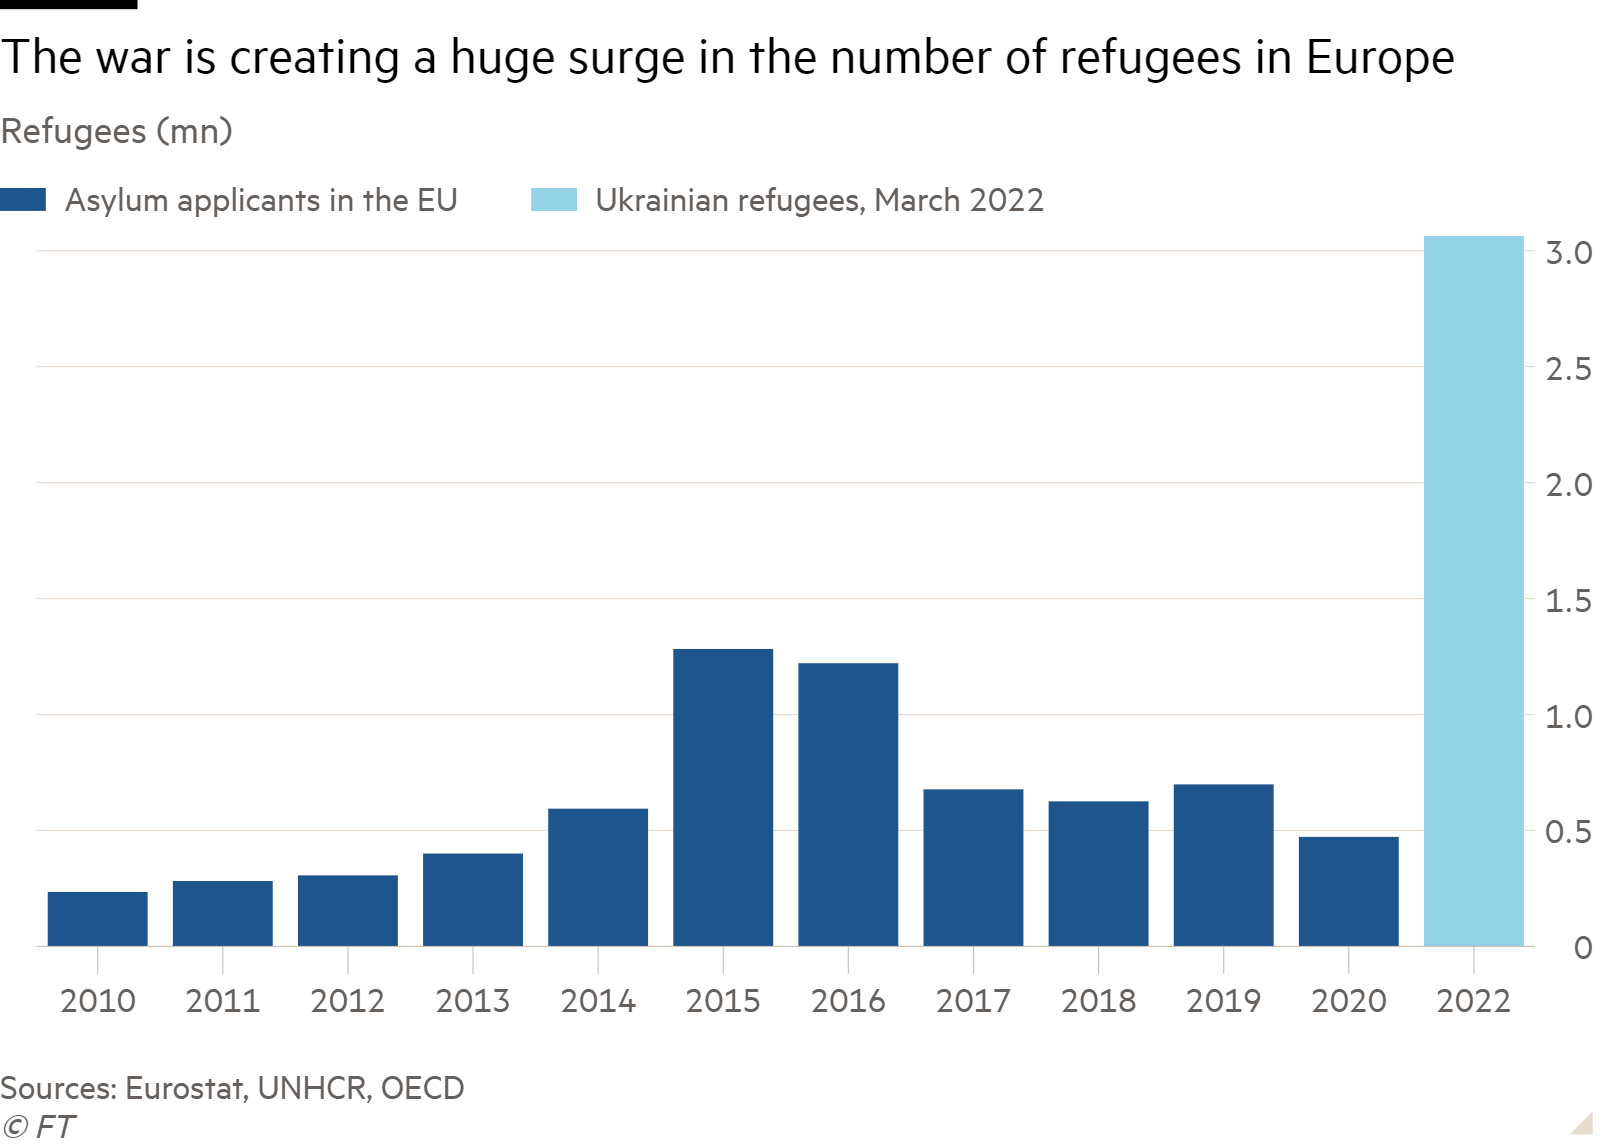 The war is creating a huge surge in the number of refugees in Europe
Refugees (mn)
Asylum applicants in the EU Ukrainian refugees, March 2022
3.0
2.5
2.0
1.5
1.0
0.5
0
2010 2011 2012 2013 2014 2015 2016 2017 2018 2019 2020 2022
Sources: Eurostat, UNHCR, OECD
© FT